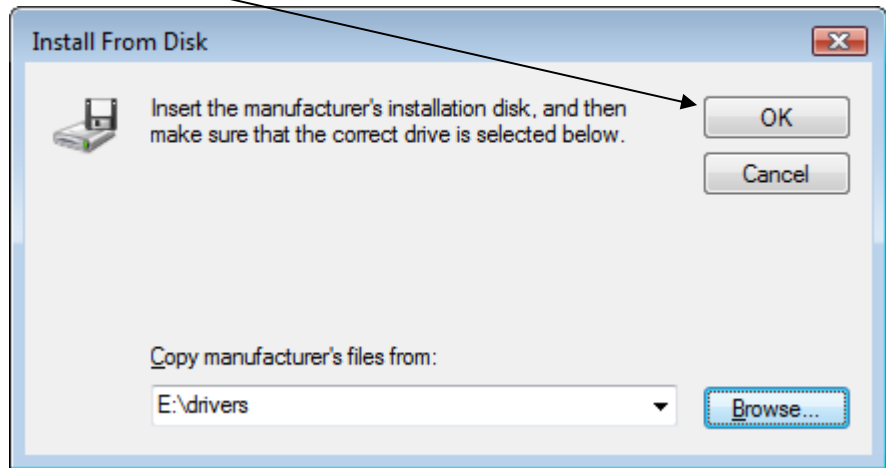 Install From Disk
Insert the manufacturer's installation disk, and then
make sure that the correct drive is selected below.
OK
Cancel
Copy manufacturer's files from:
E:\drivers
Browse...